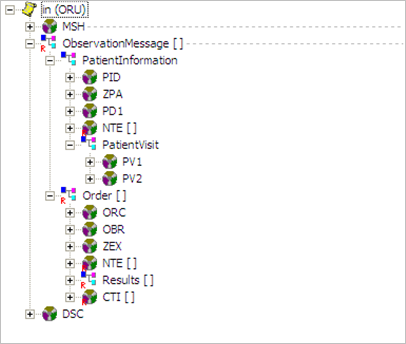 in (ORU)
MSH
ObservationMessage [ ]
PatientInformation
PID
ZPA
PD1
R NTE [ ]
PatientVisit
PV1
PV2
R Order [ ]
ORC
OBR
ZEX
R NTE [ ]
R Results [ ]
R CTI [ ]
DSC